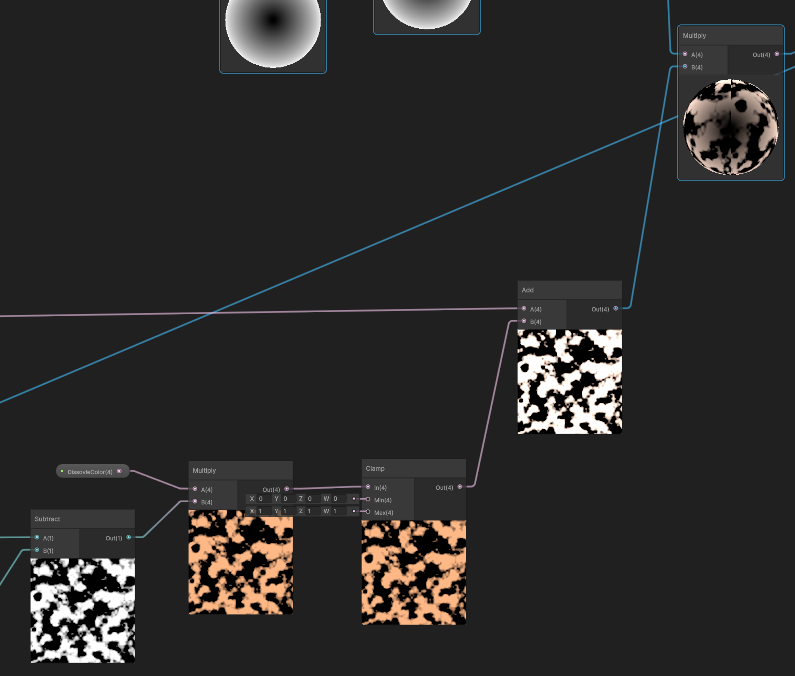 Multiply
A(4) Out(4)
B(4)
Add
A(4) Out(4)
B(4)
DissovleColor(4)
Multiply
A(4) Out(4)
B(4)
X 0 Y 0 Z 0 W 0
X 1 Y 1 Z 1 W 1
Clamp
In(4) Out(4)
Min(4)
Max(4)
Subtract
A(1) Out(1)
B(1)